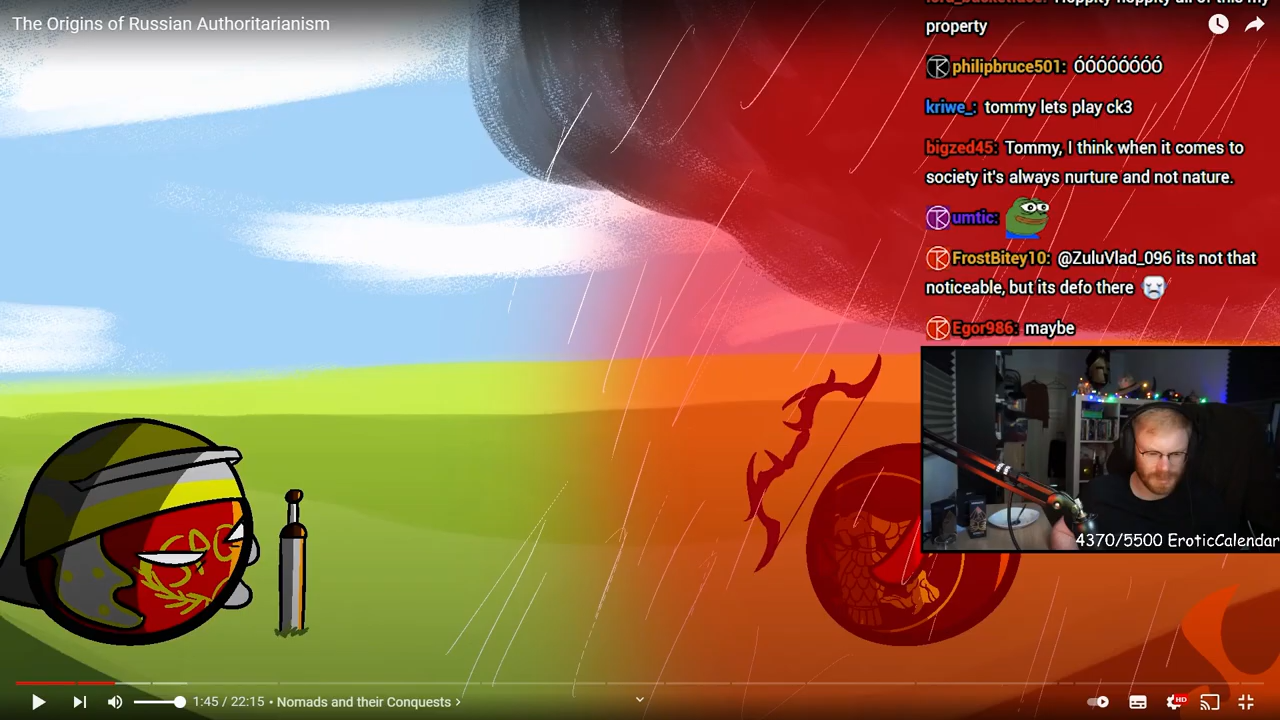 The Origins of Russian Authoritarianism
property
philipbruce501: ÓÓÓÓÓÓÓÓ
kriwe_: tommy lets play ck3
bigzed45: Tommy, I think when it comes to
society it's always nurture and not nature.
umtic:
FrostBitey10: @ZuluVlad_096 its not that
noticeable, but its defo there
Egor986: maybe
4370/5500 EroticCalendar
1:45 / 22:15 • Nomads and their Conquests
HD